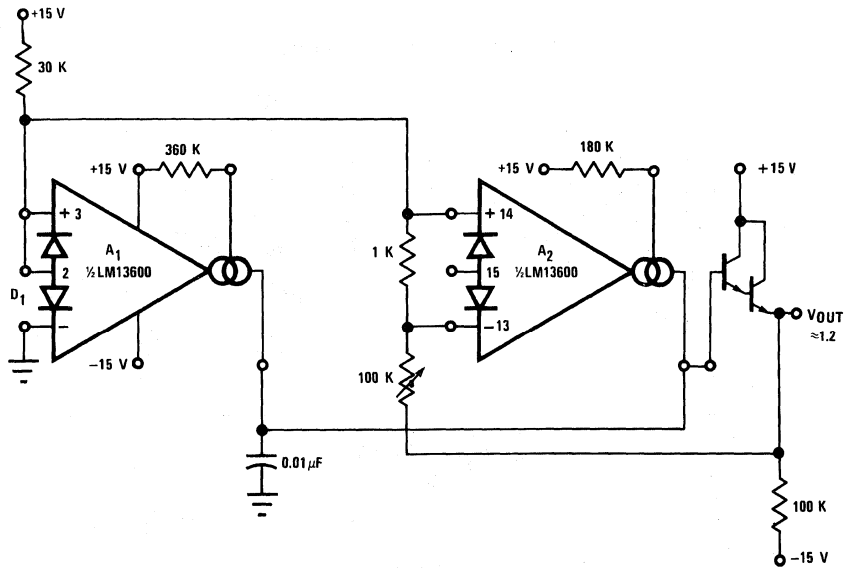 +15 V
30 K
360 K
+15 V
180 K
+15 V
+15 V
+ 3
A1
½LM13600
2
D1
−
−15 V
1 K
+ 14
A2
½LM13600
15
−13
VOUT
≈1.2
100 K
0.01µF
100 K
−15 V